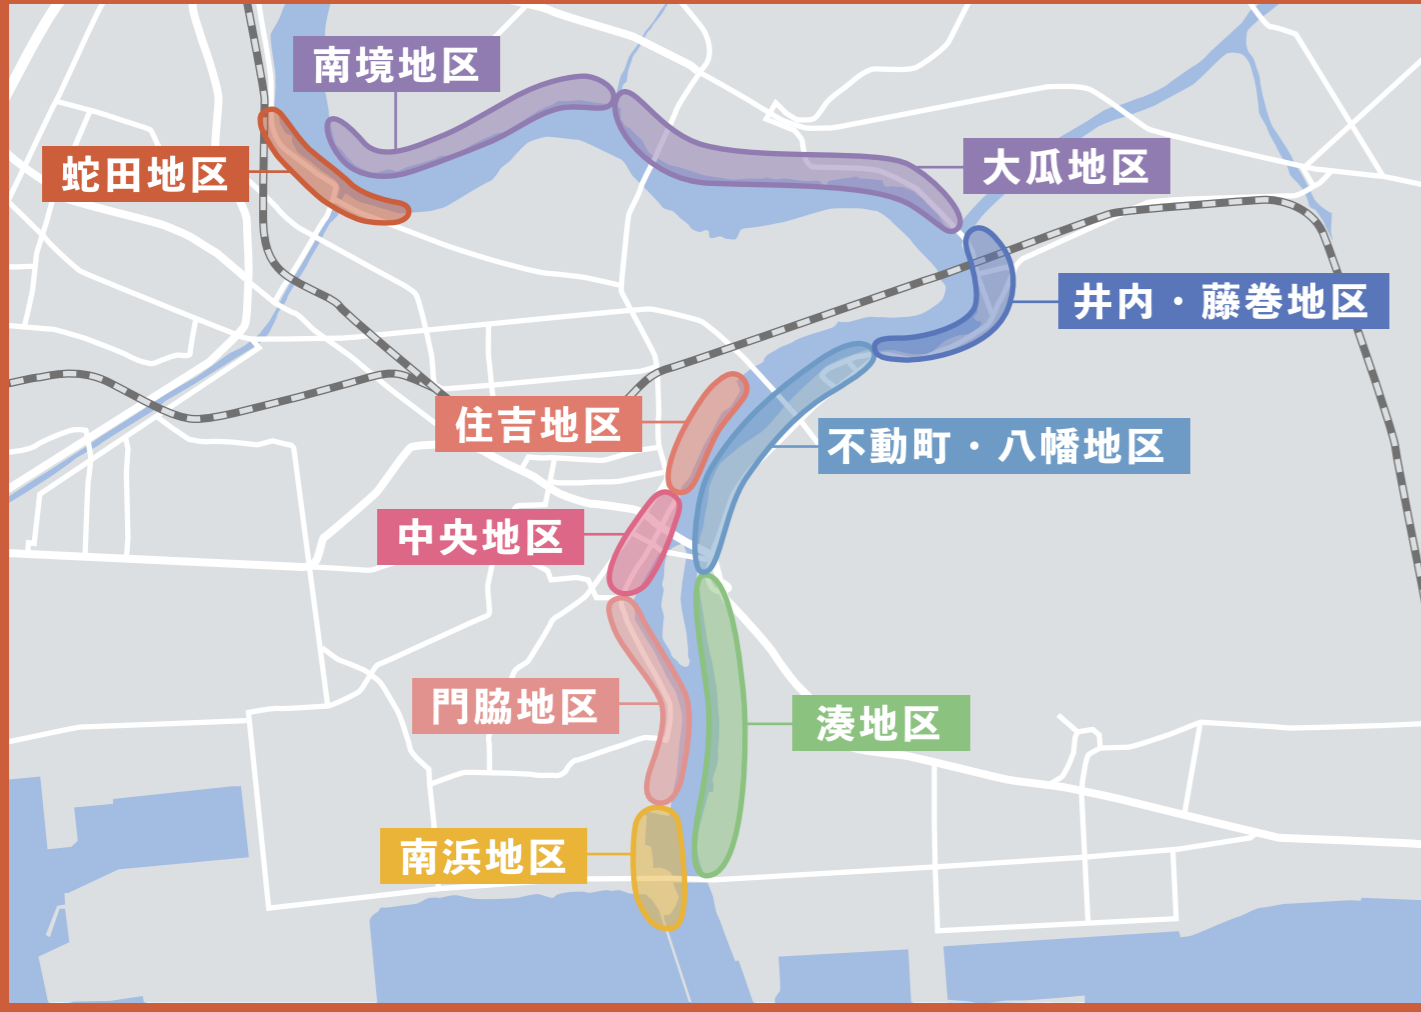 南境地区
蛇田地区
大瓜地区
井内・藤巻地区
住吉地区
不動町・八幡地区
中央地区
門脇地区
湊地区
南浜地区